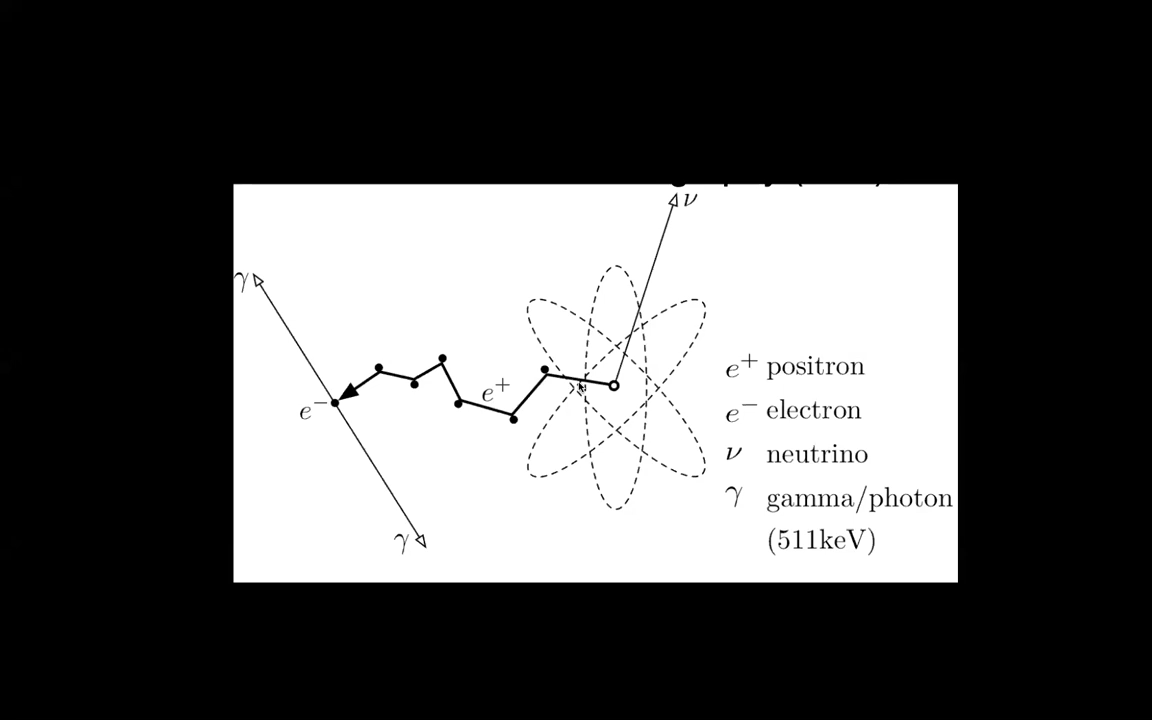 ν
γ
e⁺
e⁻
γ
e⁺ positron
e⁻ electron
ν neutrino
γ gamma/photon
(511keV)